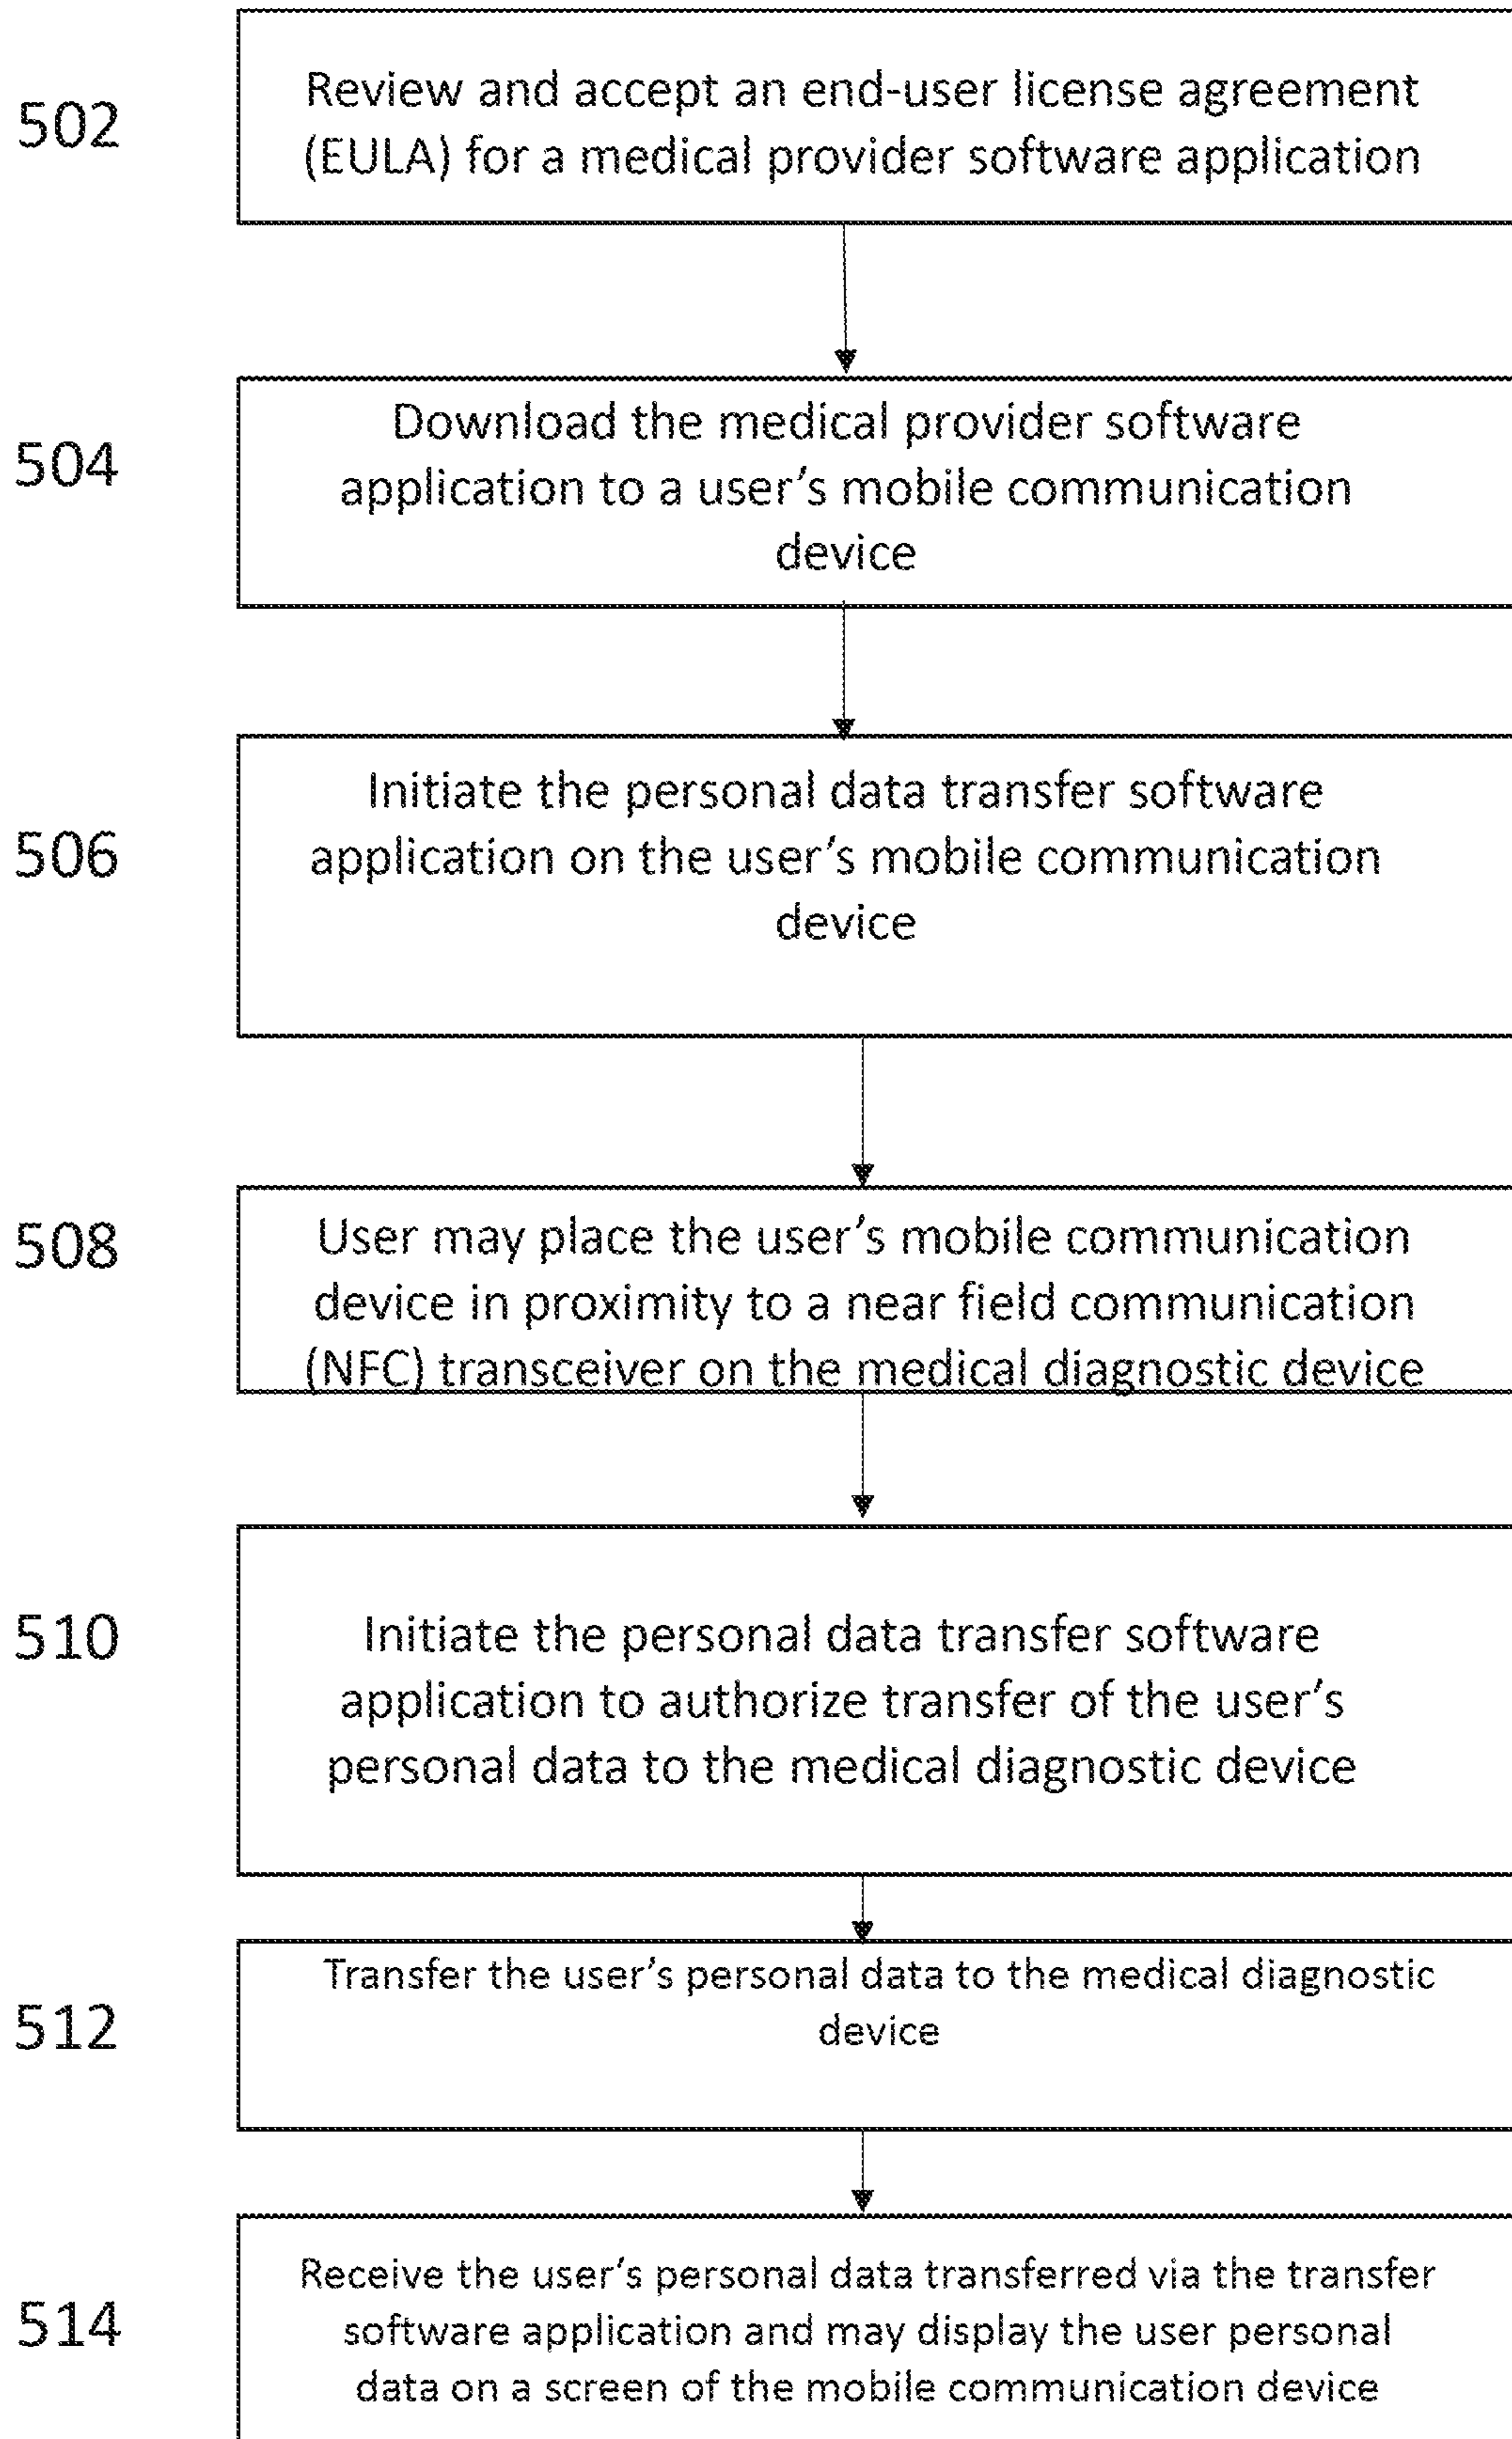 502
Review and accept an end-user license agreement
(EULA) for a medical provider software application
504
Download the medical provider software
application to a user's mobile communication
device
506
Initiate the personal data transfer software
application on the user's mobile communication
device
508
User may place the user's mobile communication
device in proximity to a near field communication
(NFC) transceiver on the medical diagnostic device
510
Initiate the personal data transfer software
application to authorize transfer of the user's
personal data to the medical diagnostic device
512
Transfer the user's personal data to the medical diagnostic
device
514
Receive the user's personal data transferred via the transfer
software application and may display the user personal
data on a screen of the mobile communication device